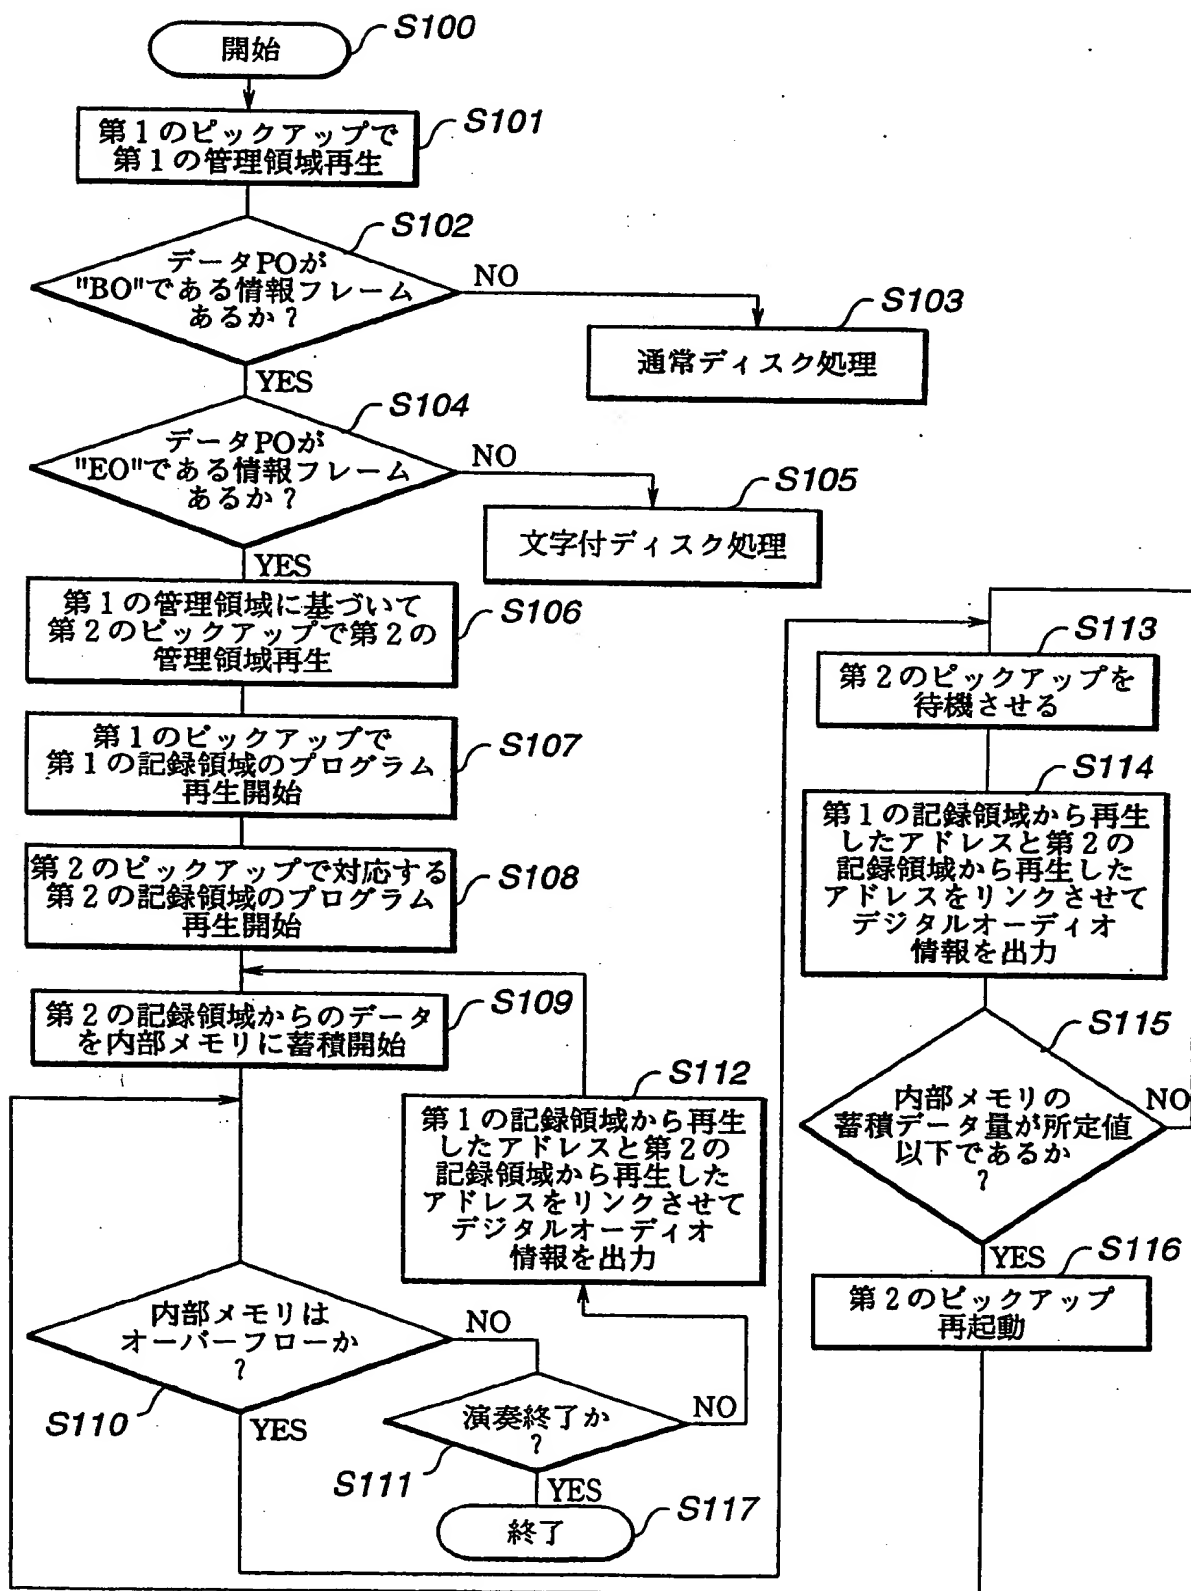 S100
開始
S101
第1のピックアップで
第1の管理領域再生
S102
データPOが
"BO"である情報フレーム
あるか？
NO
YES
S103
通常ディスク処理
S104
データPOが
"EO"である情報フレーム
あるか？
NO
YES
S105
文字付ディスク処理
S106
第1の管理領域に基づいて
第2のピックアップで第2の
管理領域再生
S107
第1のピックアップで
第1の記録領域のプログラム
再生開始
S108
第2のピックアップで対応する
第2の記録領域のプログラム
再生開始
S109
第2の記録領域からのデータ
を内部メモリに蓄積開始
内部メモリは
オーバーフローか
？
NO
S110
YES
演奏終了か
？
NO
S111
YES
S112
第1の記録領域から再生
したアドレスと第2の
記録領域から再生した
アドレスをリンクさせて
デジタルオーディオ
情報を出力
S117
終了
S113
第2のピックアップを
待機させる
S114
第1の記録領域から再生
したアドレスと第2の
記録領域から再生した
アドレスをリンクさせて
デジタルオーディオ
情報を出力
S115
内部メモリの
蓄積データ量が所定値
以下であるか
？
NO
YES
S116
第2のピックアップ
再起動